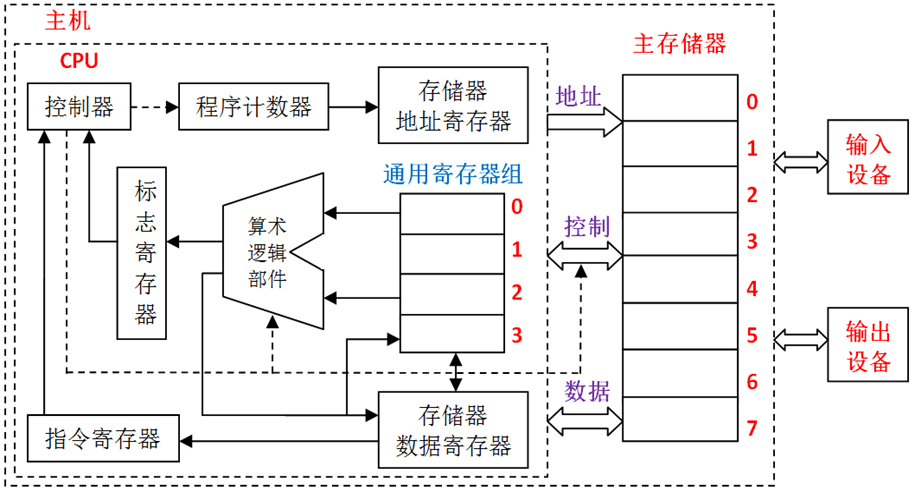 主机
CPU
控制器
程序计数器
存储器
地址寄存器
地址
主存储器
0
1
2
3
4
5
6
7
输入
设备
标志寄存器
算术
逻辑
部件
通用寄存器组
0
1
2
3
控制
输出
设备
指令寄存器
存储器
数据寄存器
数据